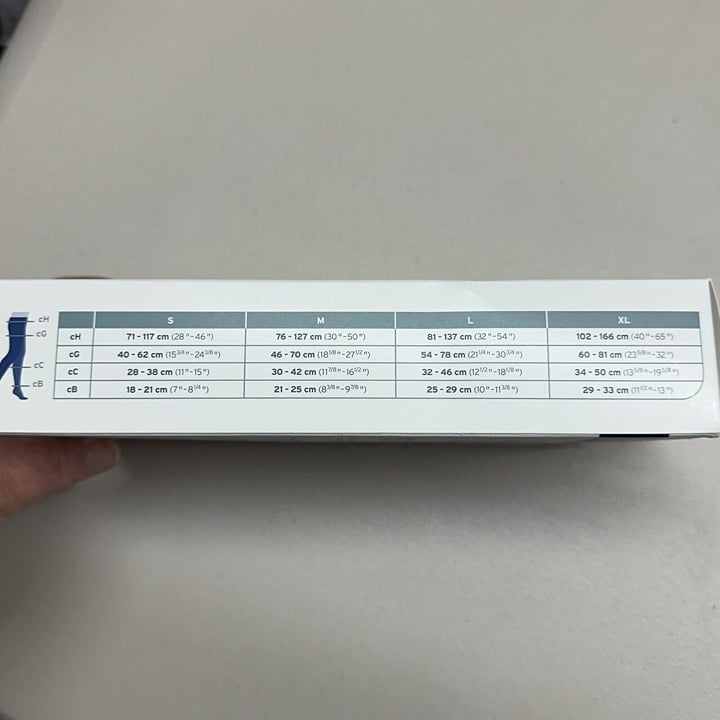 cH
cG
cC
cB
S M L XL
cH 71 - 117 cm (28 " - 46 ") 76 - 127 cm (30 " - 50 ") 81 - 137 cm (32 " - 54 ") 102 - 166 cm (40 " - 65 ")
cG 40 - 62 cm (15 3/4 " - 24 3/8 ") 46 - 70 cm (18 1/8 " - 27 1/2 ") 54 - 78 cm (21 1/4 " - 30 3/4 ") 60 - 81 cm (23 5/8 " - 32 ")
cC 28 - 38 cm (11 " - 15 ") 30 - 42 cm (11 7/8 " - 16 1/2 ") 32 - 46 cm (12 1/2 " - 18 1/8 ") 34 - 50 cm (13 5/8 " - 19 5/8 ")
cB 18 - 21 cm (7 " - 8 1/4 ") 21 - 25 cm (8 3/8 " - 9 7/8 ") 25 - 29 cm (10 " - 11 3/8 ") 29 - 33 cm (11 1/2 " - 13 ")